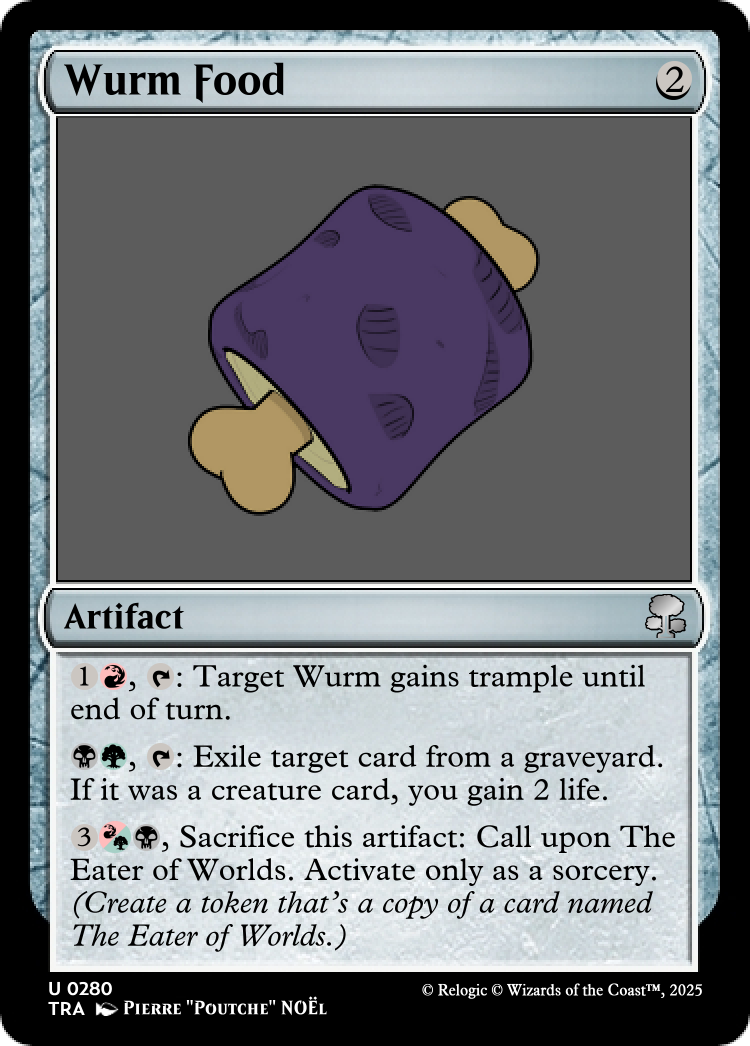 Wurm Food 2
Artifact
1, : Target Wurm gains trample until
end of turn.
, : Exile target card from a graveyard.
If it was a creature card, you gain 2 life.
3, Sacrifice this artifact: Call upon The
Eater of Worlds. Activate only as a sorcery.
(Create a token that's a copy of a card named
The Eater of Worlds.)
U 0280 © Relogic © Wizards of the Coast™, 2025
TRA PIERRE "POUTCHE" NOËL